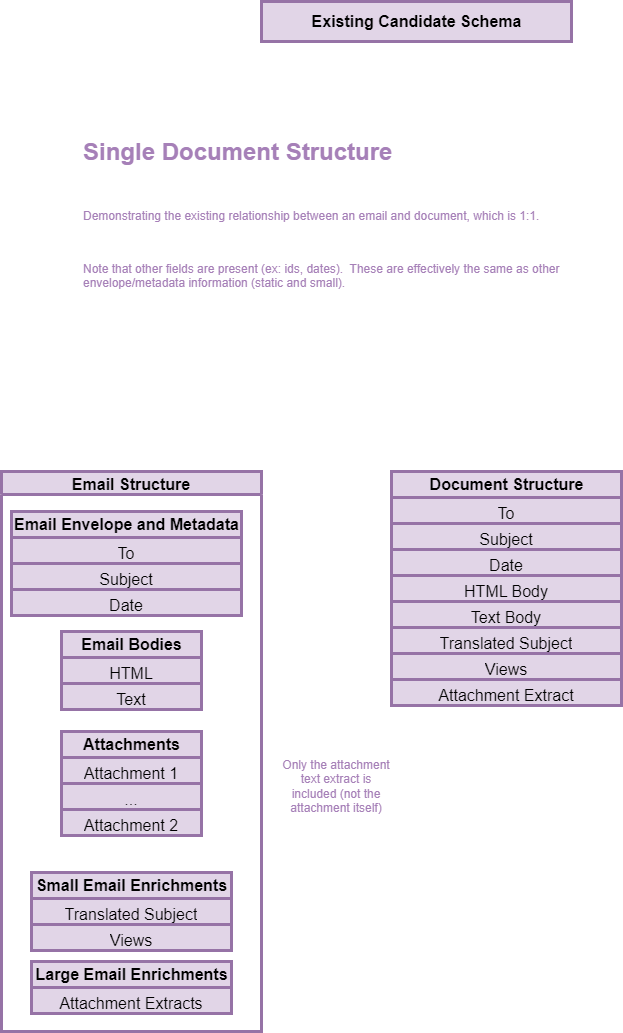 Existing Candidate Schema
Single Document Structure
Demonstrating the existing relationship between an email and document, which is 1:1.
Note that other fields are present (ex: ids, dates).  These are effectively the same as other
envelope/metadata information (static and small).
Email Structure
Email Envelope and Metadata
To
Subject
Date
Email Bodies
HTML
Text
Attachments
Attachment 1
...
Attachment 2
Small Email Enrichments
Translated Subject
Views
Large Email Enrichments
Attachment Extracts
Only the attachment
text extract is
included (not the
attachment itself)
Document Structure
To
Subject
Date
HTML Body
Text Body
Translated Subject
Views
Attachment Extract